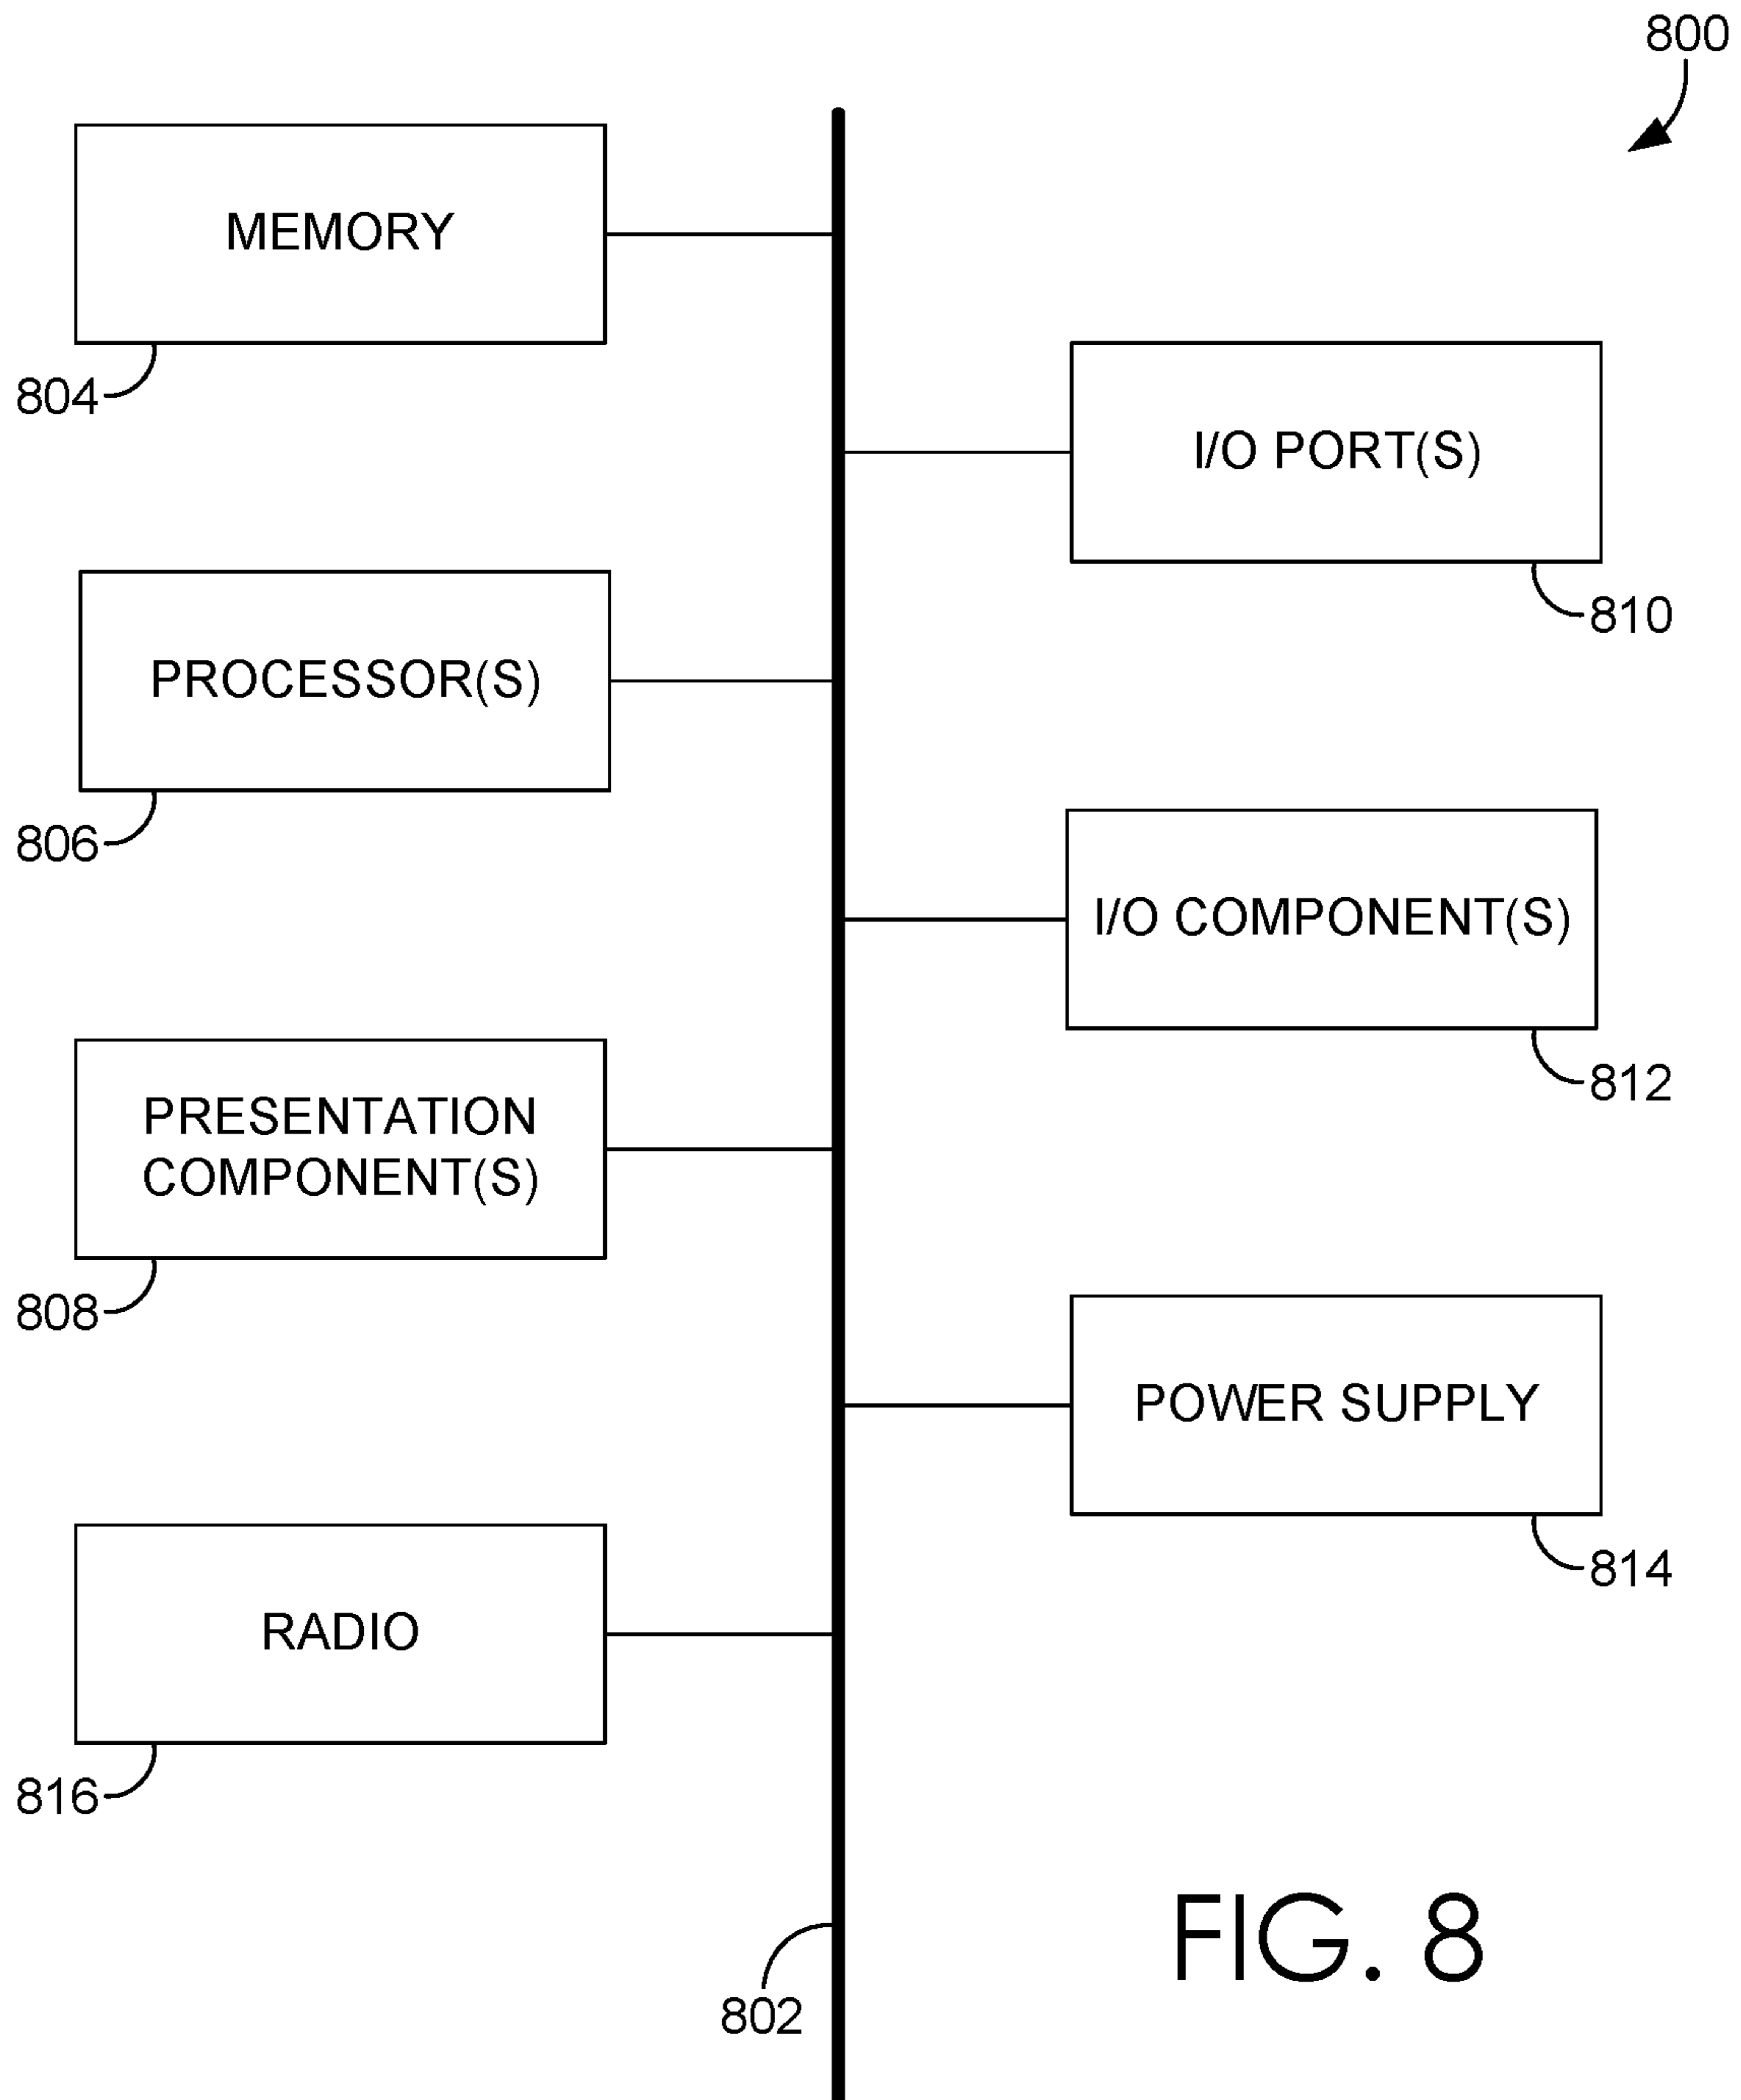 800
MEMORY
804
I/O PORT(S)
810
PROCESSOR(S)
806
I/O COMPONENT(S)
812
PRESENTATION
COMPONENT(S)
808
POWER SUPPLY
814
RADIO
816
802
FIG. 8